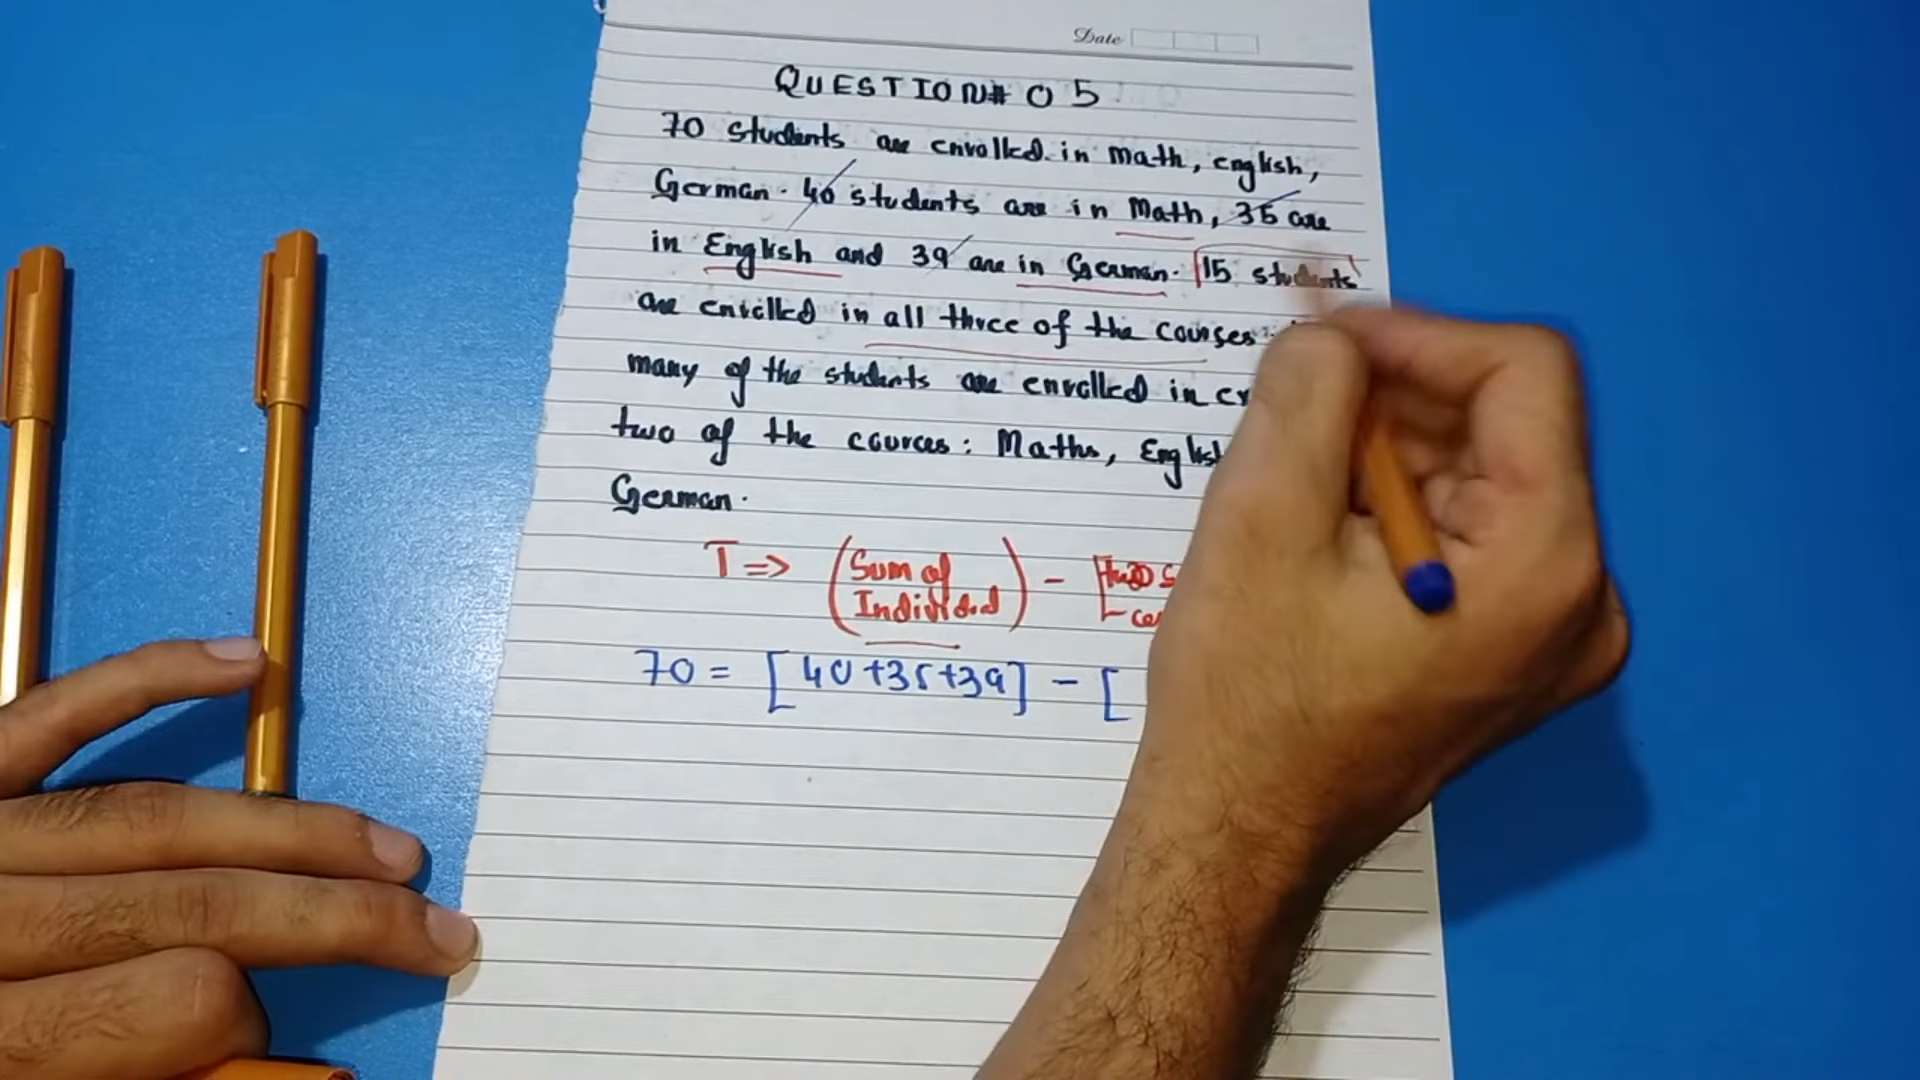 Date
QUESTION# 05
70 students are enrolled in math, english,
German. 40 students are in Math, 35 are
in English and 39 are in German. 15 students
are enrolled in all three of the courses.
many of the students are enrolled in
two of the cources: Maths, English
German.
T => (Sum of Individual) - [two
70 = [40+35+39] - [